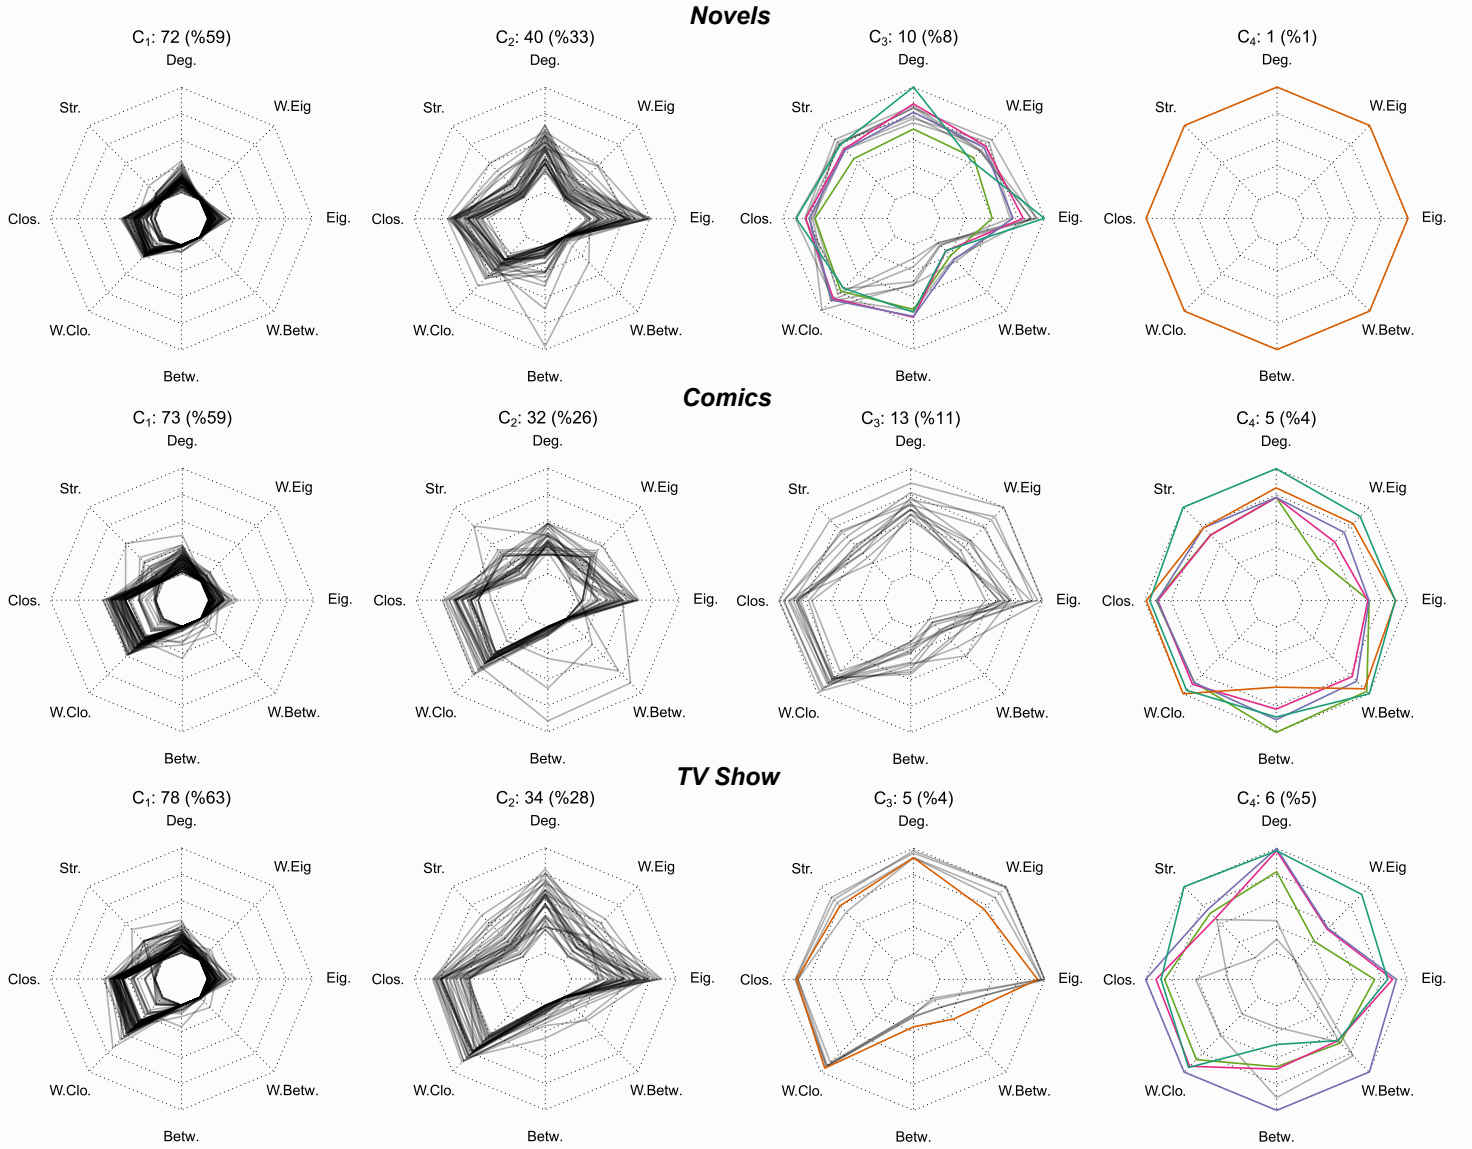 Novels
C₁: 72 (%59)
C₂: 40 (%33)
C₃: 10 (%8)
C₄: 1 (%1)
Deg.
Deg.
Deg.
Deg.
Str.
W.Eig
Str.
W.Eig
Str.
W.Eig
Str.
W.Eig
Clos.
Eig.
Clos.
Eig.
Clos.
Eig.
Clos.
Eig.
W.Clo.
W.Betw.
W.Clo.
W.Betw.
W.Clo.
W.Betw.
W.Clo.
W.Betw.
Betw.
Betw.
Betw.
Betw.
Comics
C₁: 73 (%59)
C₂: 32 (%26)
C₃: 13 (%11)
C₄: 5 (%4)
Deg.
Deg.
Deg.
Deg.
Str.
W.Eig
Str.
W.Eig
Str.
W.Eig
Str.
W.Eig
Clos.
Eig.
Clos.
Eig.
Clos.
Eig.
Clos.
Eig.
W.Clo.
W.Betw.
W.Clo.
W.Betw.
W.Clo.
W.Betw.
W.Clo.
W.Betw.
Betw.
Betw.
Betw.
Betw.
TV Show
C₁: 78 (%63)
C₂: 34 (%28)
C₃: 5 (%4)
C₄: 6 (%5)
Deg.
Deg.
Deg.
Deg.
Str.
W.Eig
Str.
W.Eig
Str.
W.Eig
Str.
W.Eig
Clos.
Eig.
Clos.
Eig.
Clos.
Eig.
Clos.
Eig.
W.Clo.
W.Betw.
W.Clo.
W.Betw.
W.Clo.
W.Betw.
W.Clo.
W.Betw.
Betw.
Betw.
Betw.
Betw.